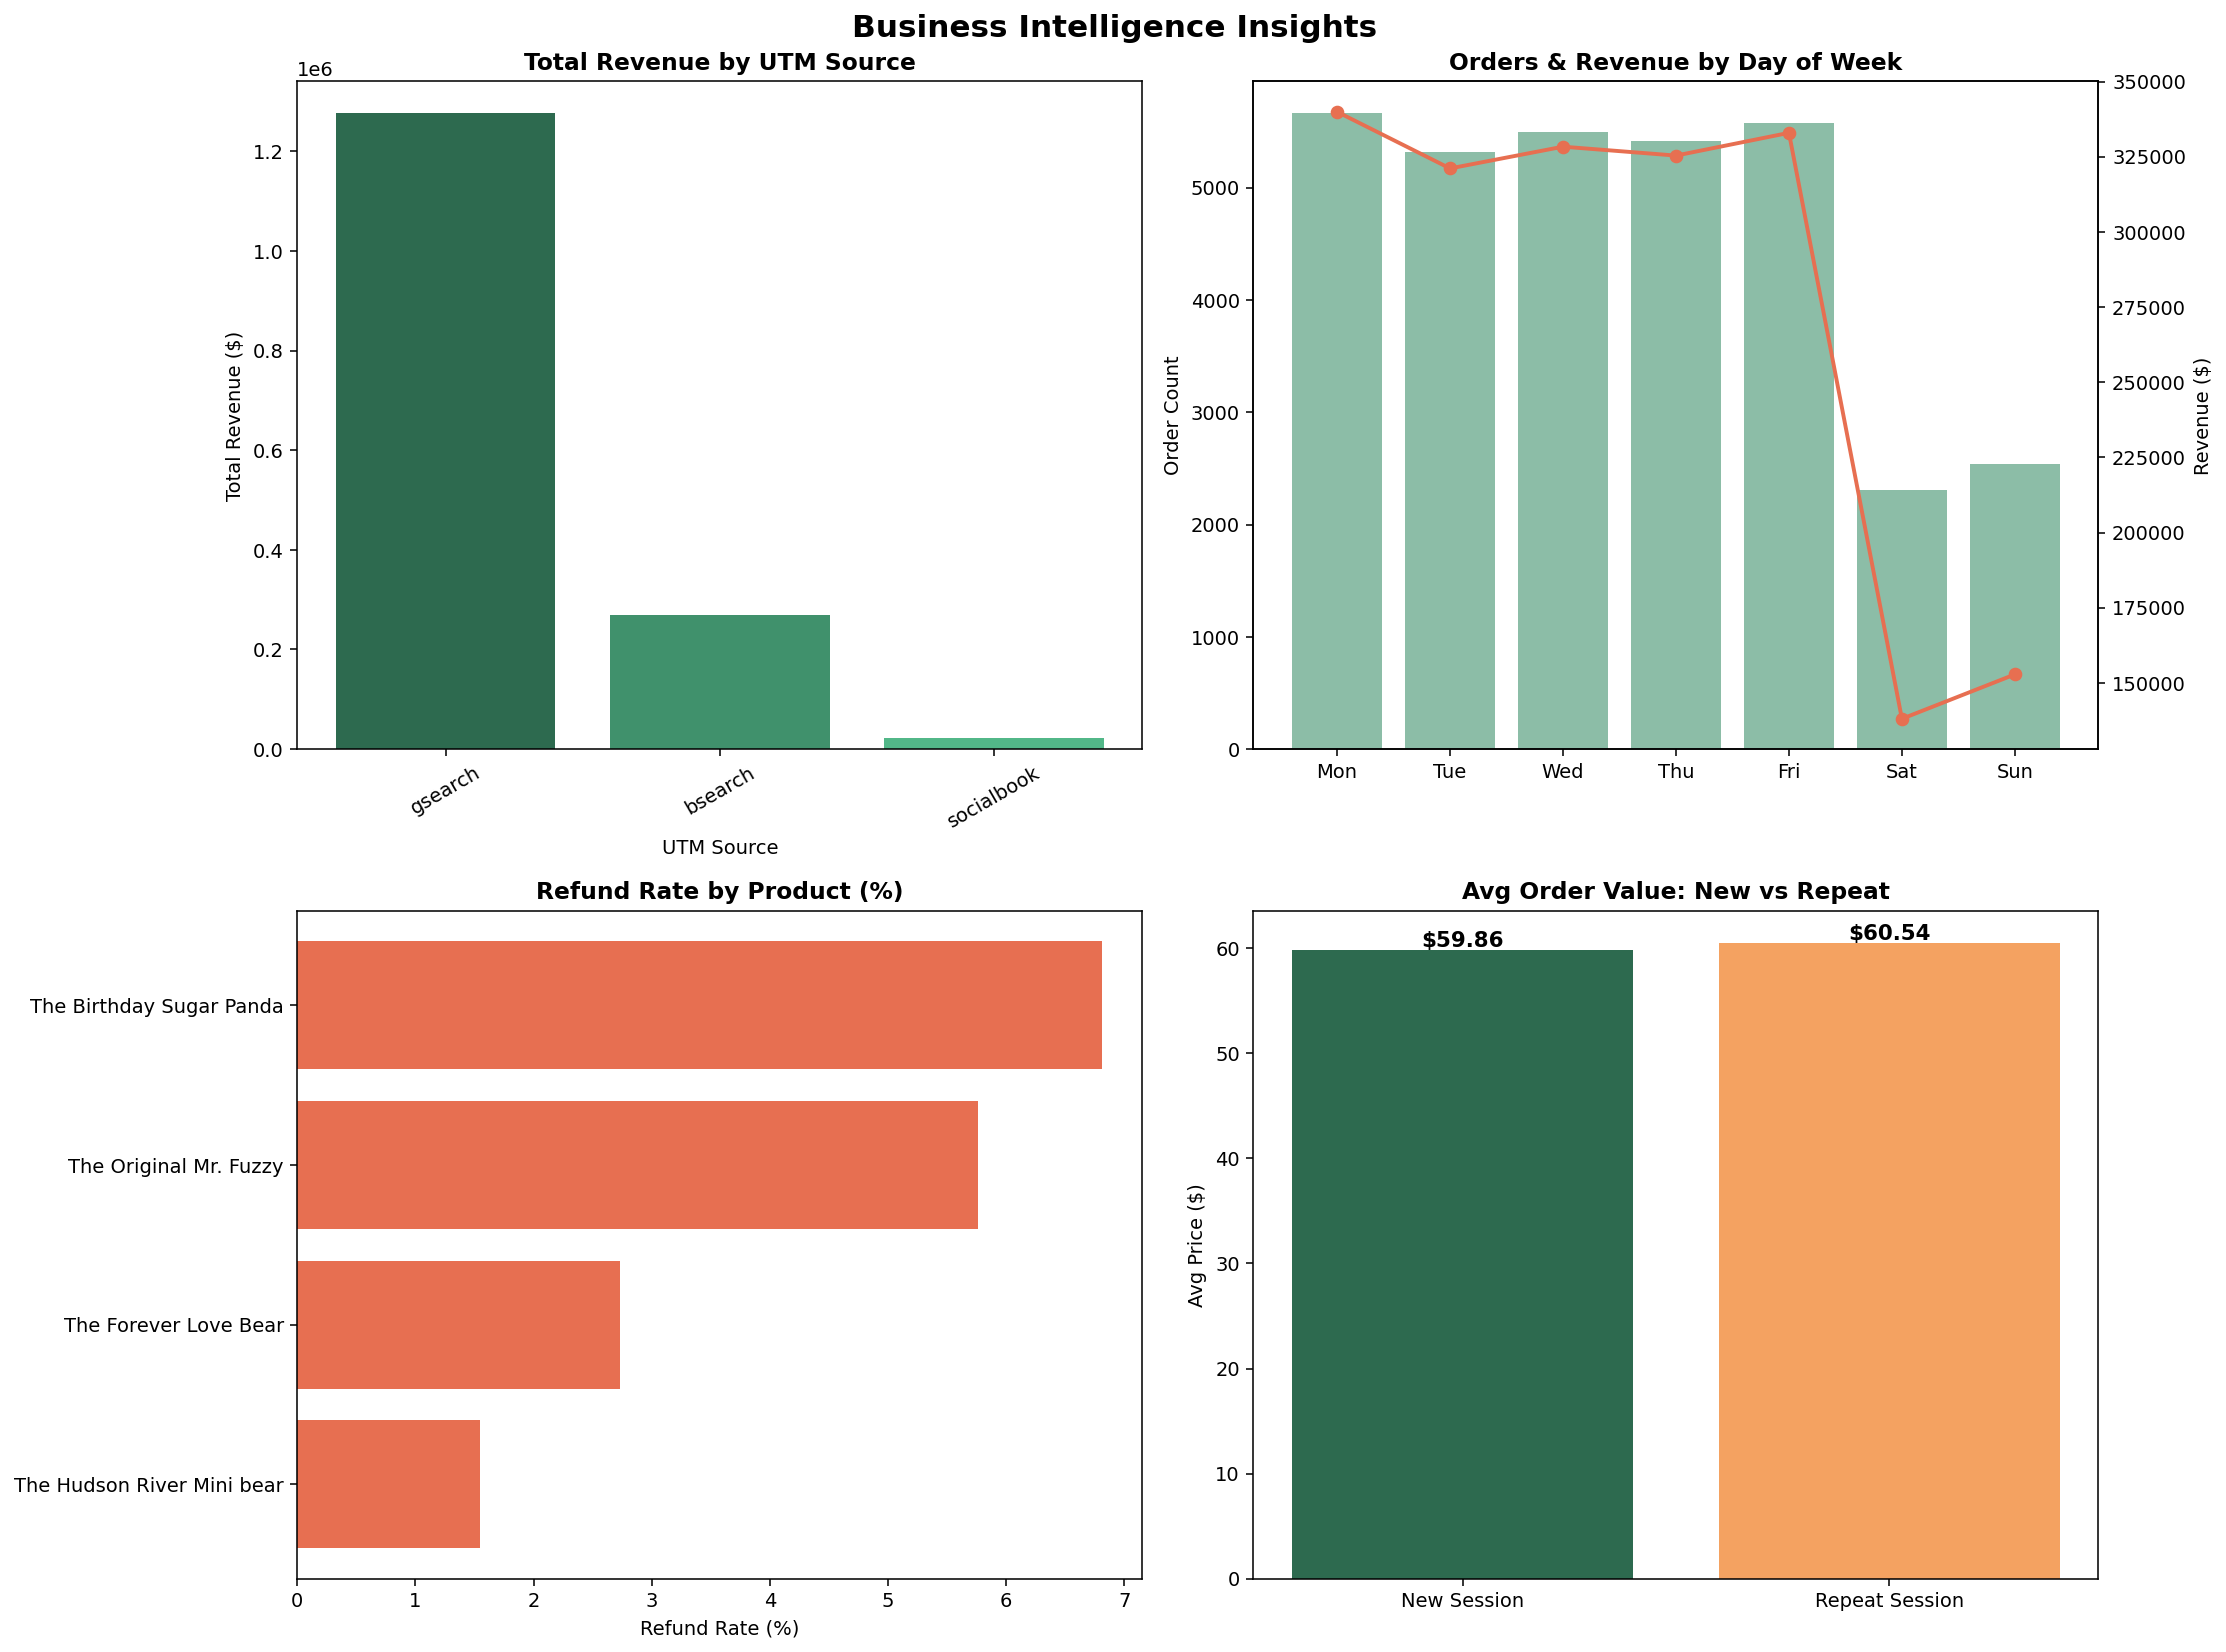 Business Intelligence Insights
Total Revenue by UTM Source
1e6
Total Revenue ($)
1.2
1.0
0.8
0.6
0.4
0.2
0.0
gsearch
bsearch
socialbook
UTM Source
Orders & Revenue by Day of Week
Order Count
5000
4000
3000
2000
1000
0
Mon
Tue
Wed
Thu
Fri
Sat
Sun
350000
325000
300000
275000
250000
225000
200000
175000
150000
Revenue ($)
Refund Rate by Product (%)
The Birthday Sugar Panda
The Original Mr. Fuzzy
The Forever Love Bear
The Hudson River Mini bear
0
1
2
3
4
5
6
7
Refund Rate (%)
Avg Order Value: New vs Repeat
$59.86
$60.54
Avg Price ($)
60
50
40
30
20
10
0
New Session
Repeat Session